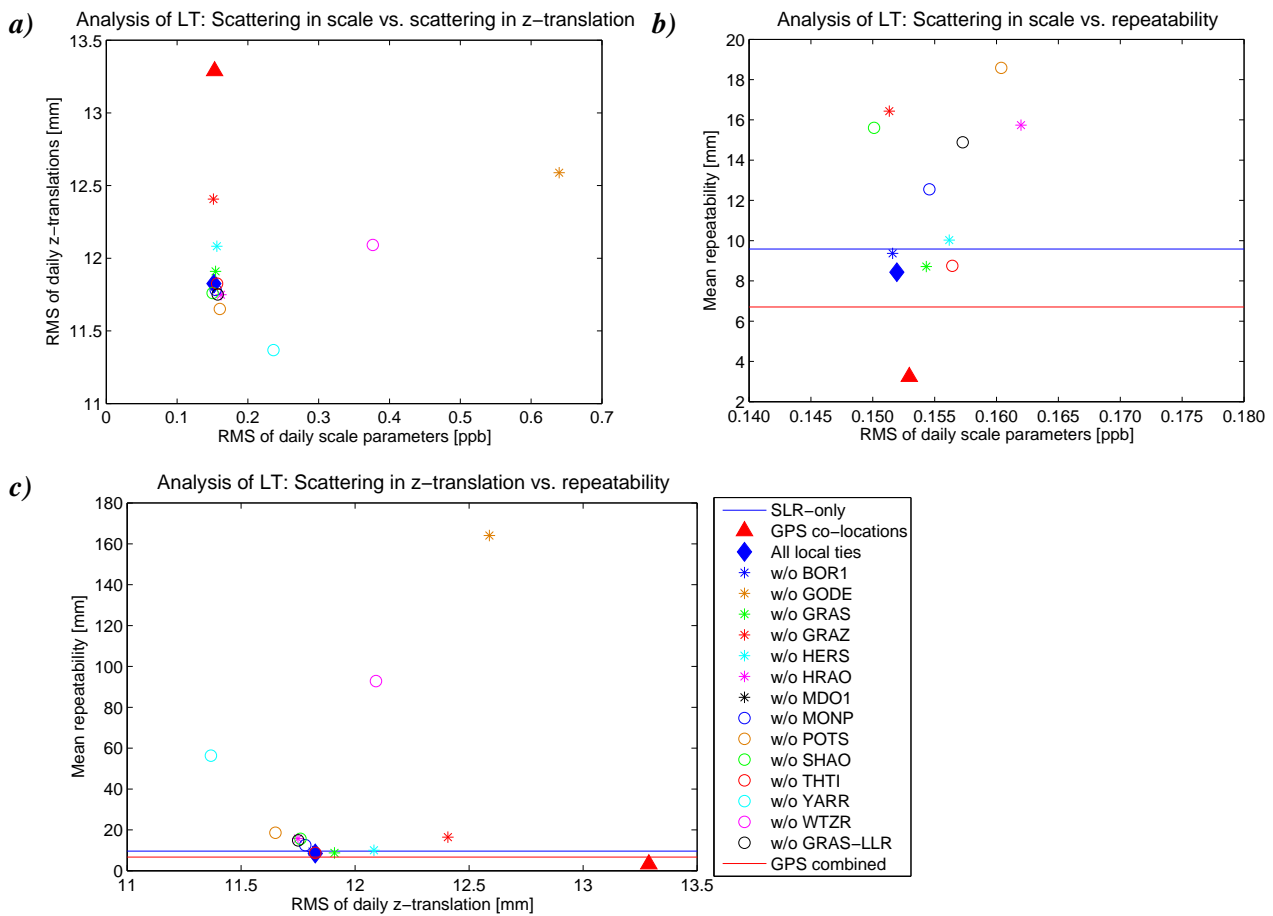 a)
Analysis of LT: Scattering in scale vs. scattering in z−translation
13.5
13
12.5
12
11.5
11
RMS of daily z−translations [mm]
0 0.1 0.2 0.3 0.4 0.5 0.6 0.7
RMS of daily scale parameters [ppb]
b)
Analysis of LT: Scattering in scale vs. repeatability
20
18
16
14
12
10
8
6
4
2
Mean repeatability [mm]
0.140 0.145 0.150 0.155 0.160 0.165 0.170 0.175 0.180
RMS of daily scale parameters [ppb]
c)
Analysis of LT: Scattering in z−translation vs. repeatability
180
160
140
120
100
80
60
40
20
0
Mean repeatability [mm]
11 11.5 12 12.5 13 13.5
RMS of daily z−translation [mm]
SLR−only
GPS co−locations
All local ties
w/o BOR1
w/o GODE
w/o GRAS
w/o GRAZ
w/o HERS
w/o HRAO
w/o MDO1
w/o MONP
w/o POTS
w/o SHAO
w/o THTI
w/o YARR
w/o WTZR
w/o GRAS−LLR
GPS combined